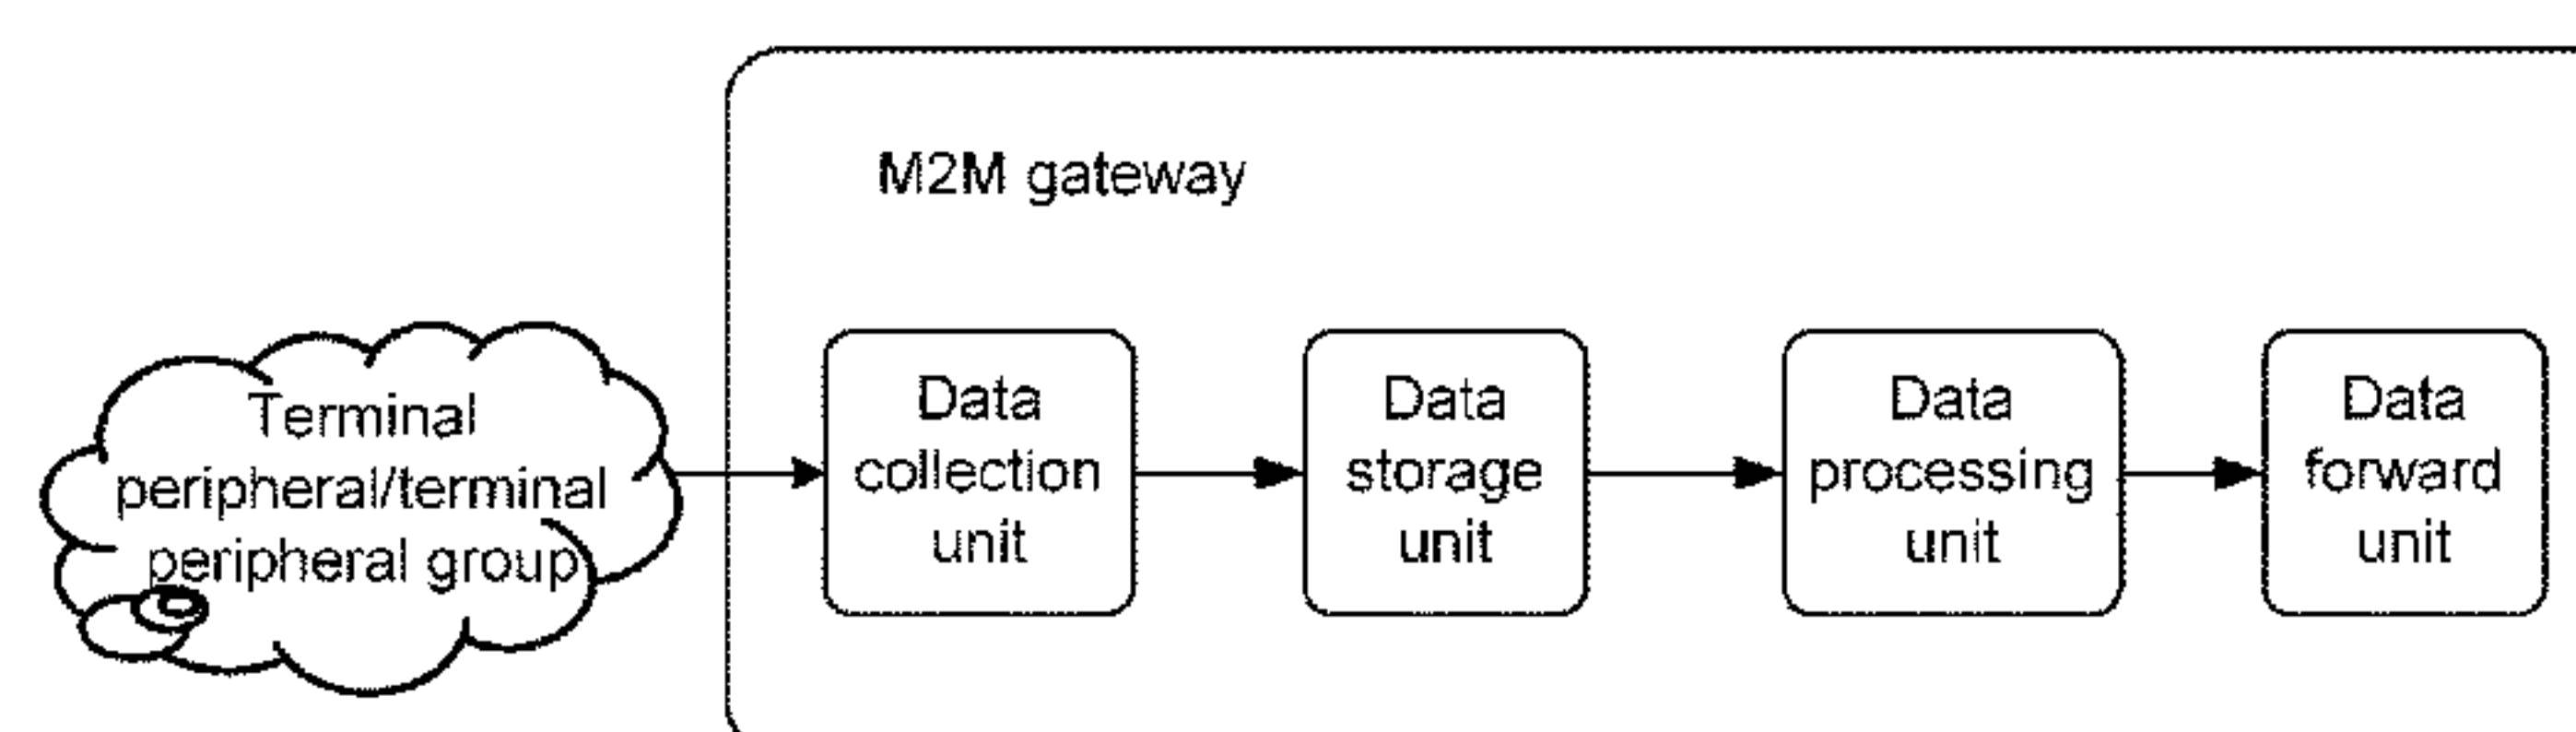 M2M gateway
Terminal
peripheral/terminal
peripheral group
Data
collection
unit
Data
storage
unit
Data
processing
unit
Data
forward
unit